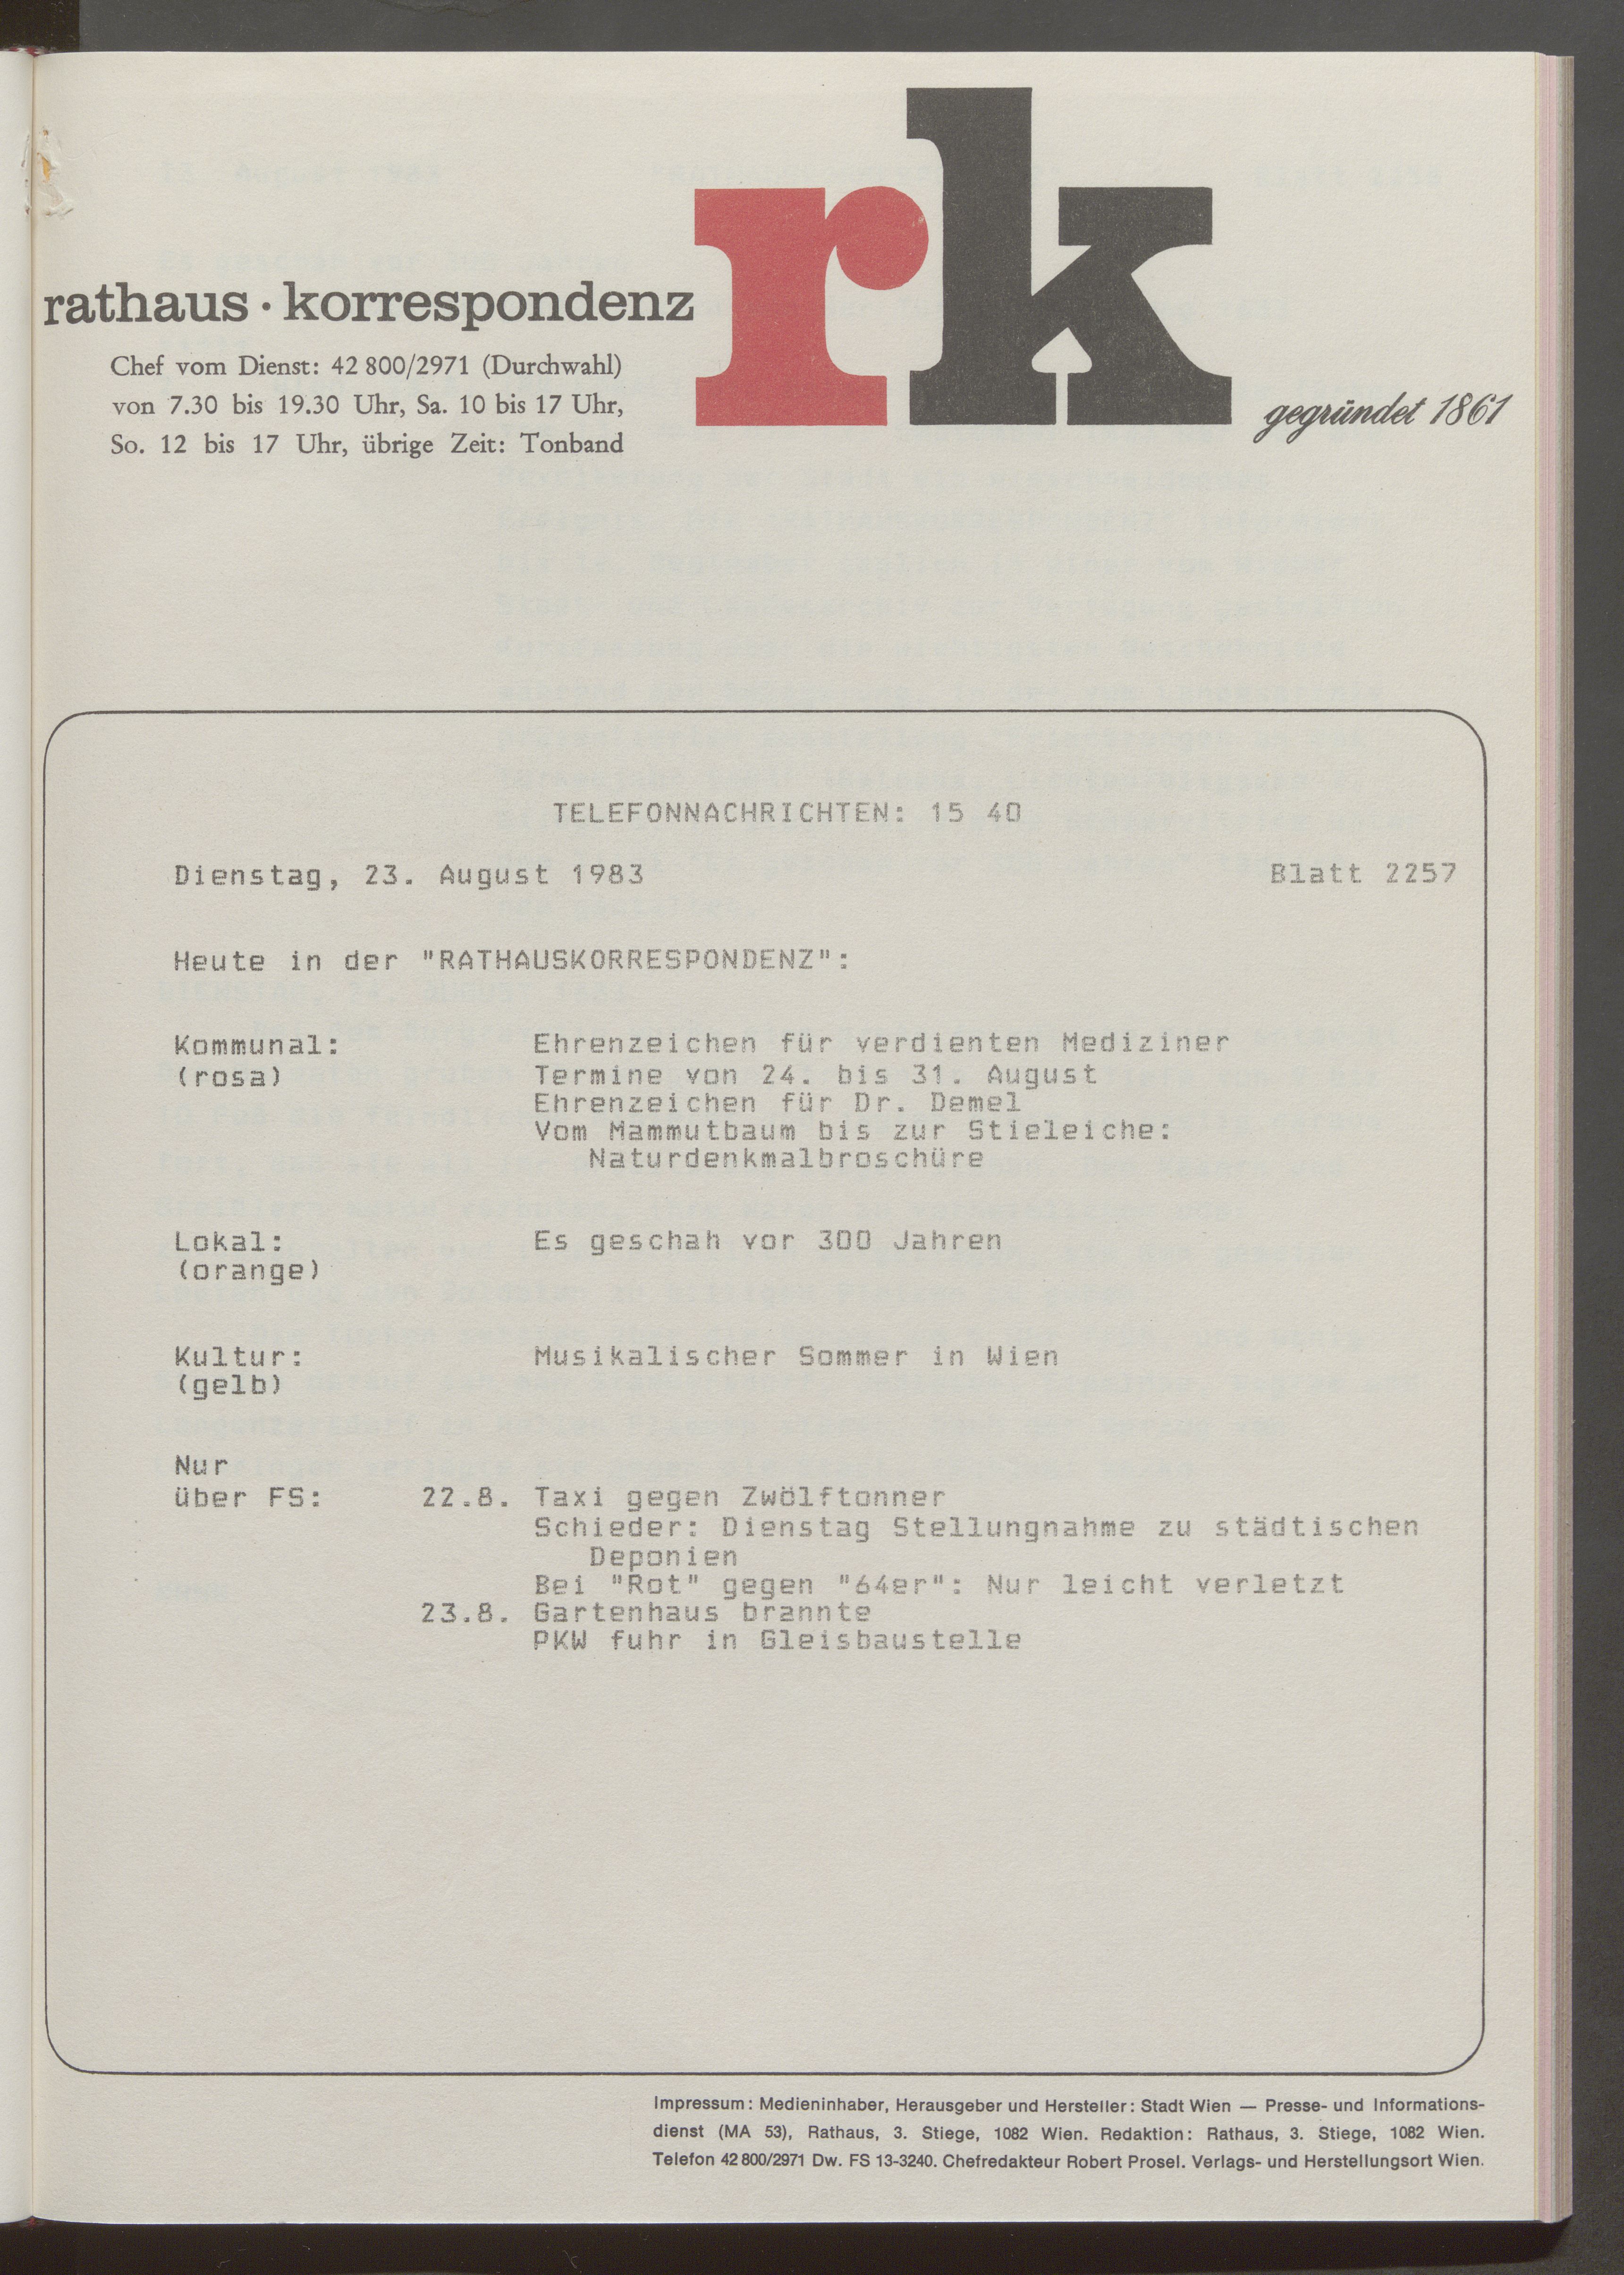 rk
rathaus · korrespondenz
Chef vom Dienst: 42 800/2971 (Durchwahl)
von 7.30 bis 19.30 Uhr, Sa. 10 bis 17 Uhr,
So. 12 bis 17 Uhr, übrige Zeit: Tonband
gegründet 1861
TELEFONNACHRICHTEN: 15 40
Dienstag, 23. August 1983 Blatt 2257
Heute in der "RATHAUSKORRESPONDENZ":
Kommunal: Ehrenzeichen für verdienten Mediziner
(rosa) Termine von 24. bis 31. August
Ehrenzeichen für Dr. Demel
Vom Mammutbaum bis zur Stieleiche:
Naturdenkmalbroschüre
Lokal: Es geschah vor 300 Jahren
(orange)
Kultur: Musikalischer Sommer in Wien
(gelb)
Nur
über FS: 22.8. Taxi gegen Zwölftonner
Schieder: Dienstag Stellungnahme zu städtischen
Deponien
Bei "Rot" gegen "64er": Nur leicht verletzt
23.8. Gartenhaus brannte
PKW fuhr in Gleisbaustelle
Impressum: Medieninhaber, Herausgeber und Hersteller: Stadt Wien — Presse- und Informations-
dienst (MA 53), Rathaus, 3. Stiege, 1082 Wien. Redaktion: Rathaus, 3. Stiege, 1082 Wien.
Telefon 42 800/2971 Dw. FS 13-3240. Chefredakteur Robert Prosel. Verlags- und Herstellungsort Wien.